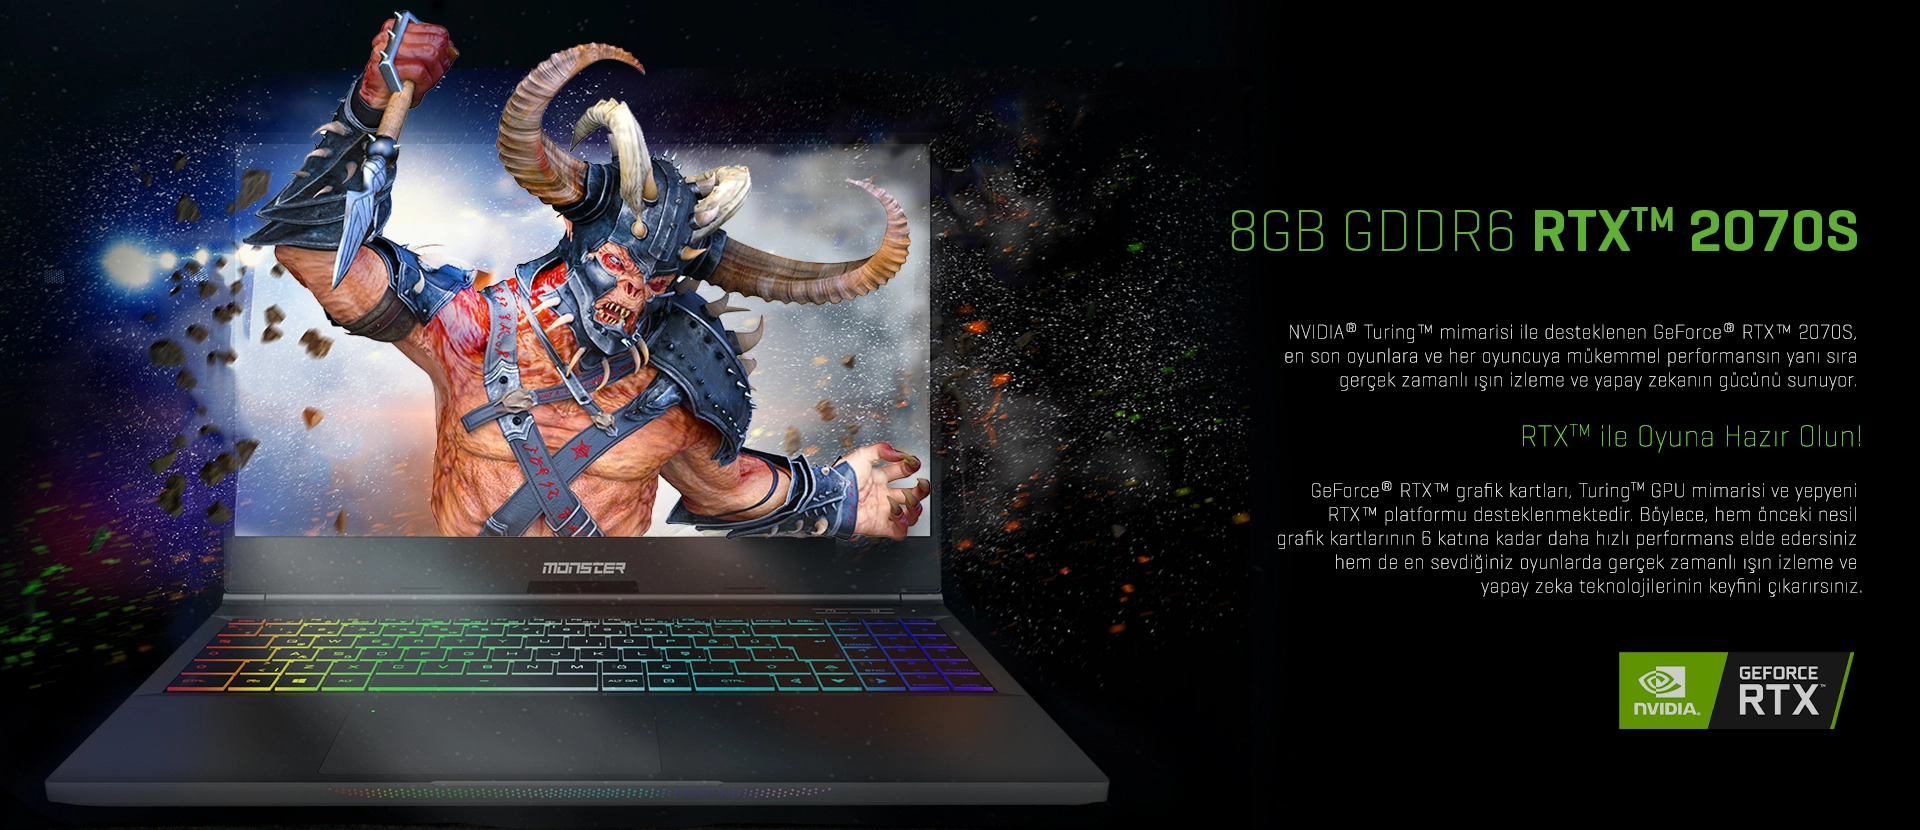 8GB GDDR6 RTX™ 2070S
NVIDIA® Turing™ mimarisi ile desteklenen GeForce® RTX™ 2070S,
en son oyunlara ve her oyuncuya mükemmel performansın yanı sıra
gerçek zamanlı ışın izleme ve yapay zekanın gücünü sunuyor.
RTX™ ile Oyuna Hazır Olun!
GeForce® RTX™ grafik kartları, Turing™ GPU mimarisi ve yepyeni
RTX™ platformu desteklenmektedir. Böylece, hem önceki nesil
grafik kartlarının 6 katına kadar daha hızlı performans elde edersiniz
hem de en sevdiğiniz oyunlarda gerçek zamanlı ışın izleme ve
yapay zeka teknolojilerinin keyfini çıkarırsınız.
MONSTER
NVIDIA.
GEFORCE
RTX™